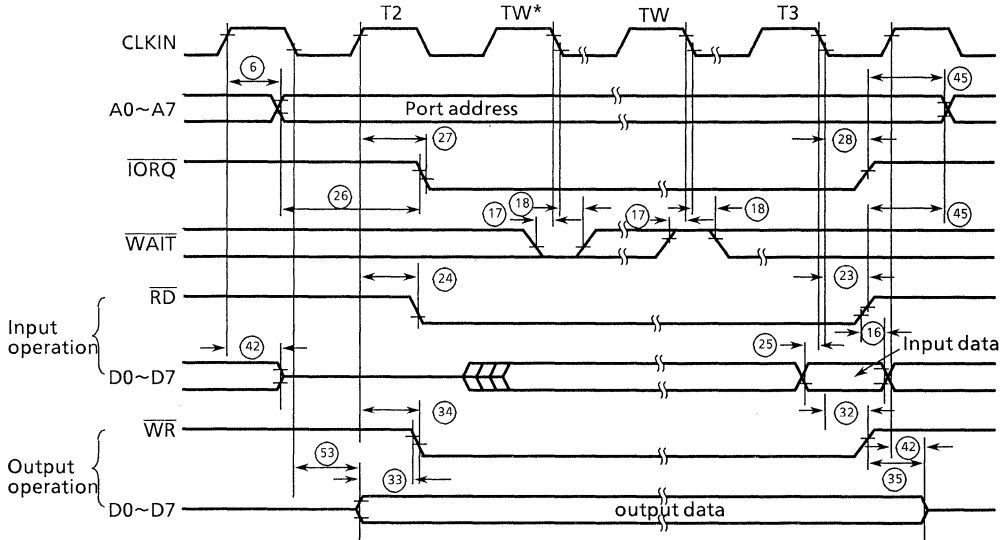 T2 TW* TW T3
CLKIN
6 45
A0~A7 Port address
27 28
IORQ
26 17 18 17 18 45
WAIT
24 23
RD
Input
operation
42 25 16 Input data
D0~D7
34 32
WR
Output
operation
53 33 42
35
D0~D7 output data